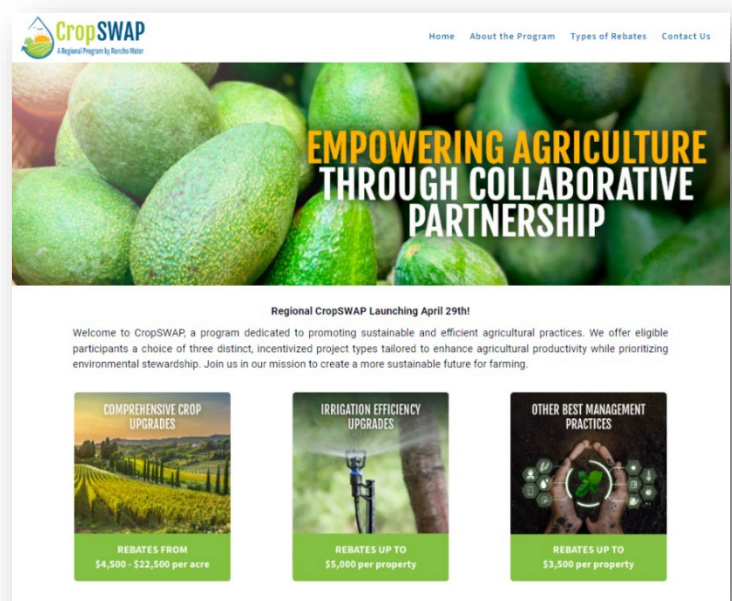 CropSWAP
A Regional Program by Rancho Water
Home About the Program Types of Rebates Contact Us
EMPOWERING AGRICULTURE
THROUGH COLLABORATIVE
PARTNERSHIP
Regional CropSWAP Launching April 29th!
Welcome to CropSWAP, a program dedicated to promoting sustainable and efficient agricultural practices. We offer eligible
participants a choice of three distinct, incentivized project types tailored to enhance agricultural productivity while prioritizing
environmental stewardship. Join us in our mission to create a more sustainable future for farming.
COMPREHENSIVE CROP
UPGRADES
REBATES FROM
$4,500 - $22,500 per acre
IRRIGATION EFFICIENCY
UPGRADES
REBATES UP TO
$5,000 per property
OTHER BEST MANAGEMENT
PRACTICES
REBATES UP TO
$3,500 per property